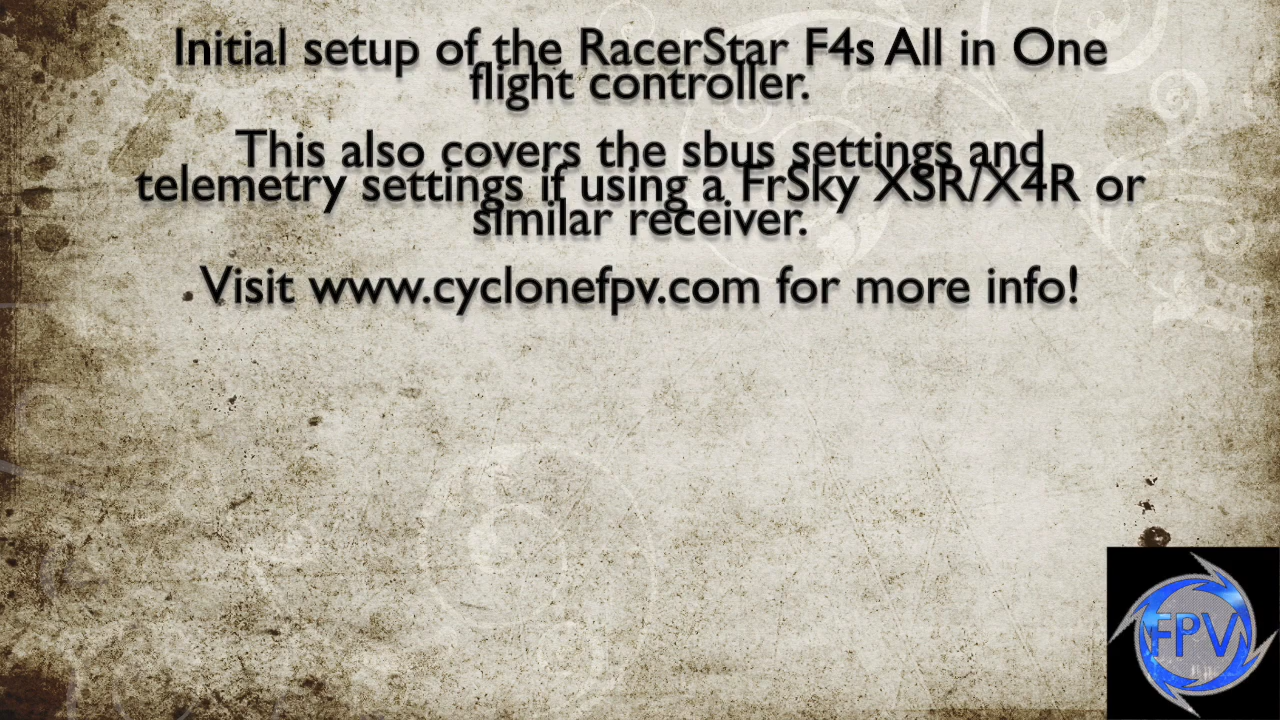 Initial setup of the RacerStar F4s All in One
flight controller.
This also covers the sbus settings and
telemetry settings if using a FrSky XSR/X4R or
similar receiver.
Visit www.cyclonefpv.com for more info!
FPV